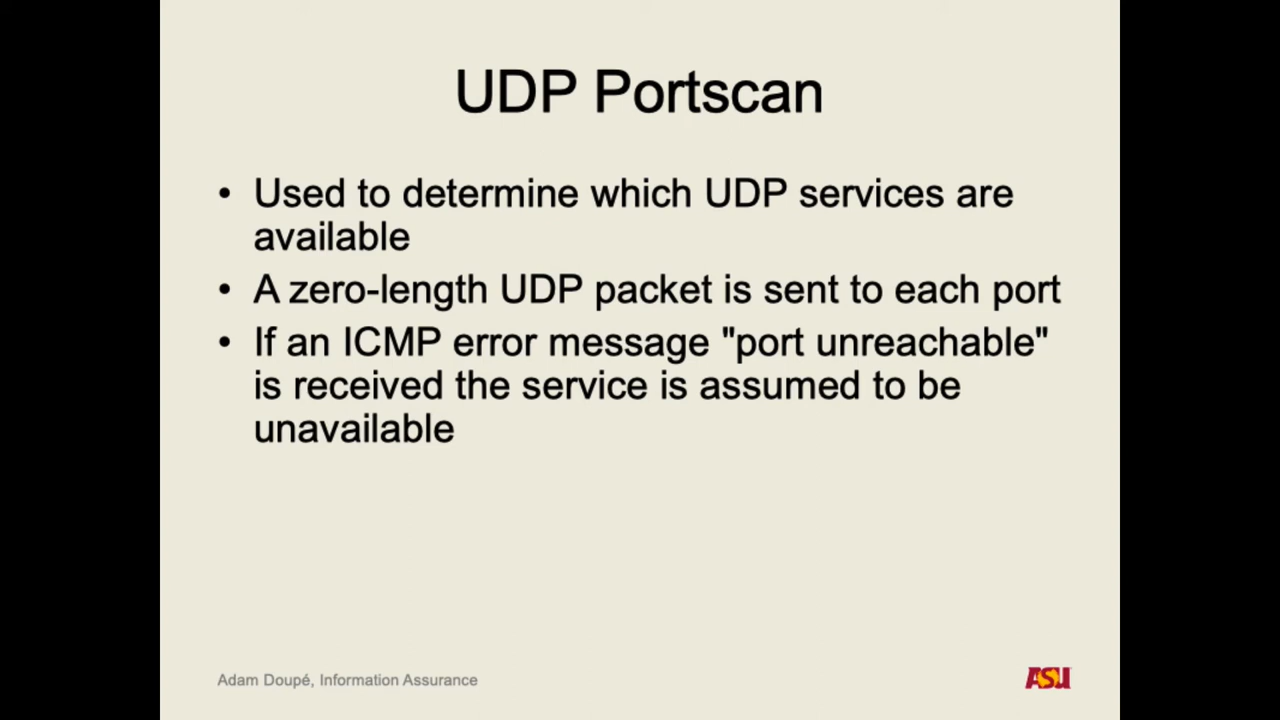 UDP Portscan
• Used to determine which UDP services are
available
• A zero-length UDP packet is sent to each port
• If an ICMP error message "port unreachable"
is received the service is assumed to be
unavailable
Adam Doupé, Information Assurance
ASU